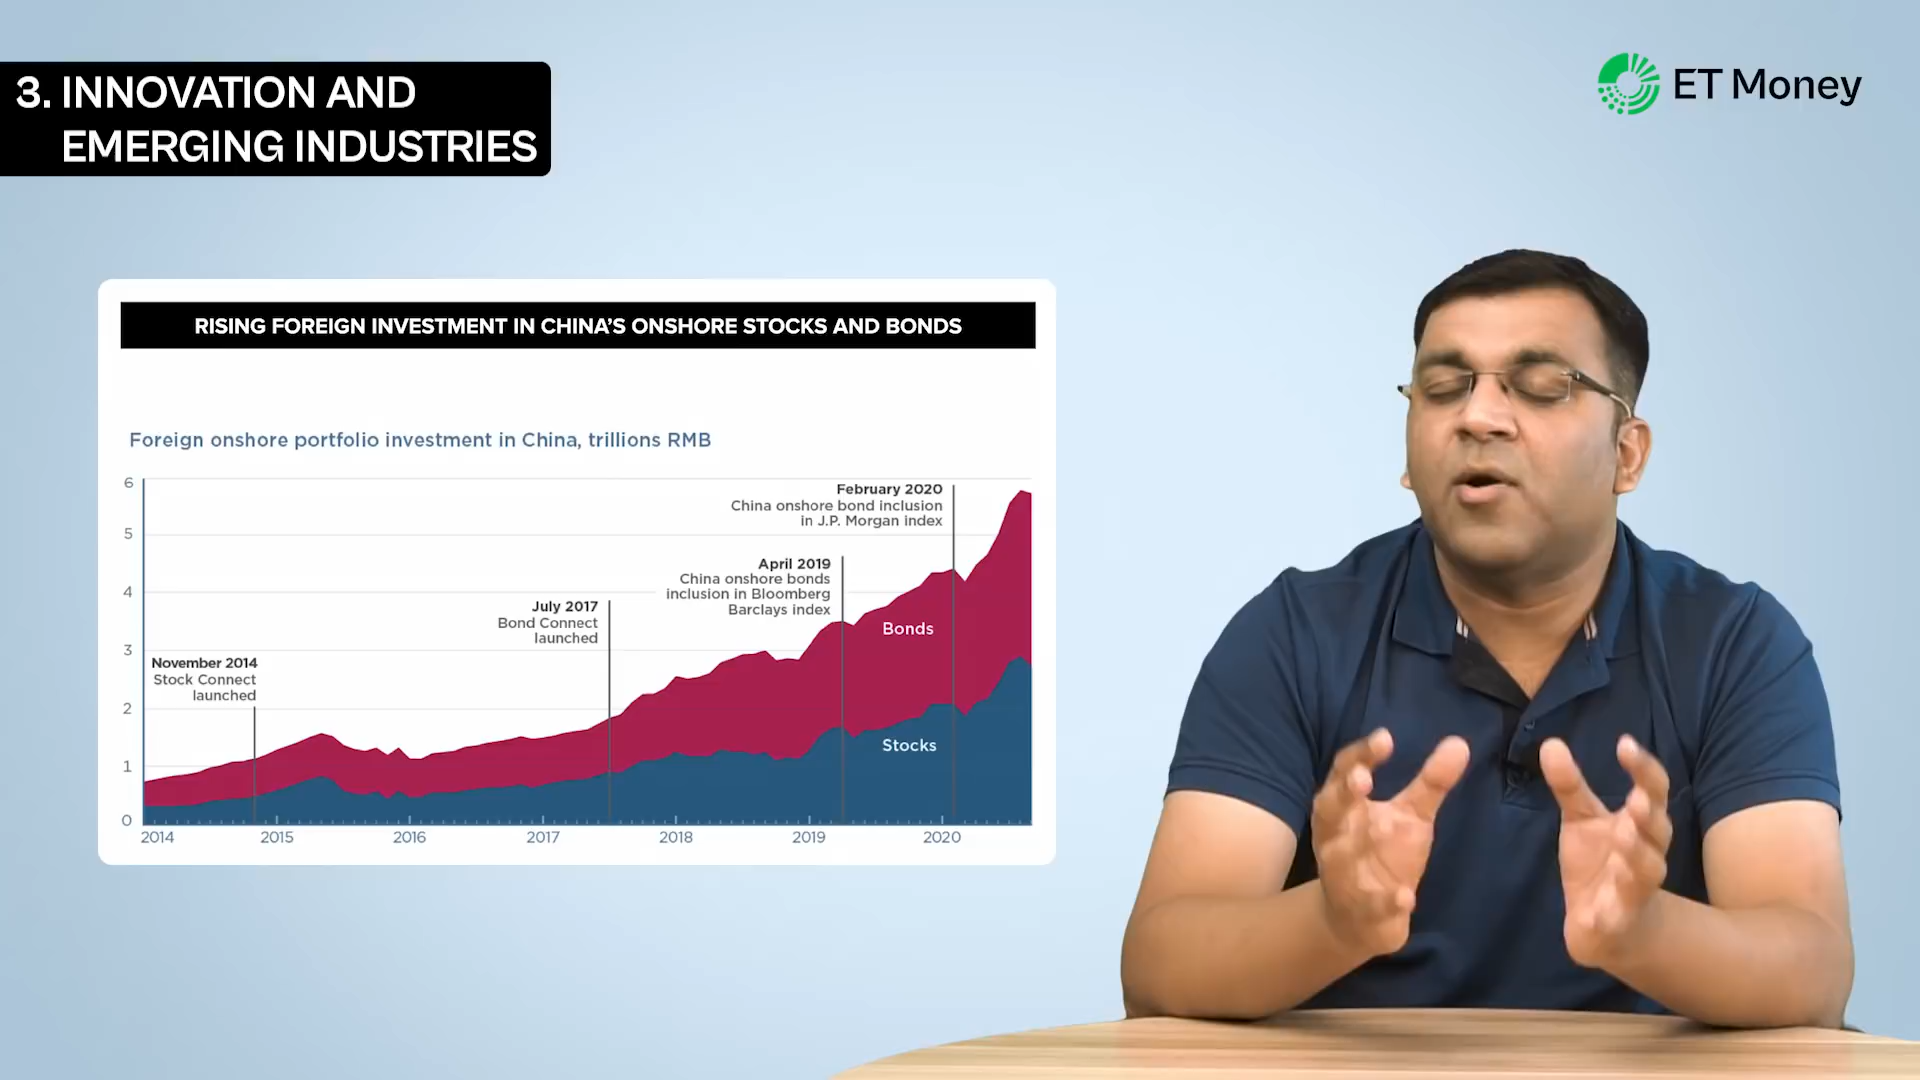 3. INNOVATION AND
EMERGING INDUSTRIES
ET Money
RISING FOREIGN INVESTMENT IN CHINA'S ONSHORE STOCKS AND BONDS
Foreign onshore portfolio investment in China, trillions RMB
6
5
4
3
2
1
0
November 2014
Stock Connect
launched
July 2017
Bond Connect
launched
April 2019
China onshore bonds
inclusion in Bloomberg
Barclays index
February 2020
China onshore bond inclusion
in J.P. Morgan index
Bonds
Stocks
2014
2015
2016
2017
2018
2019
2020